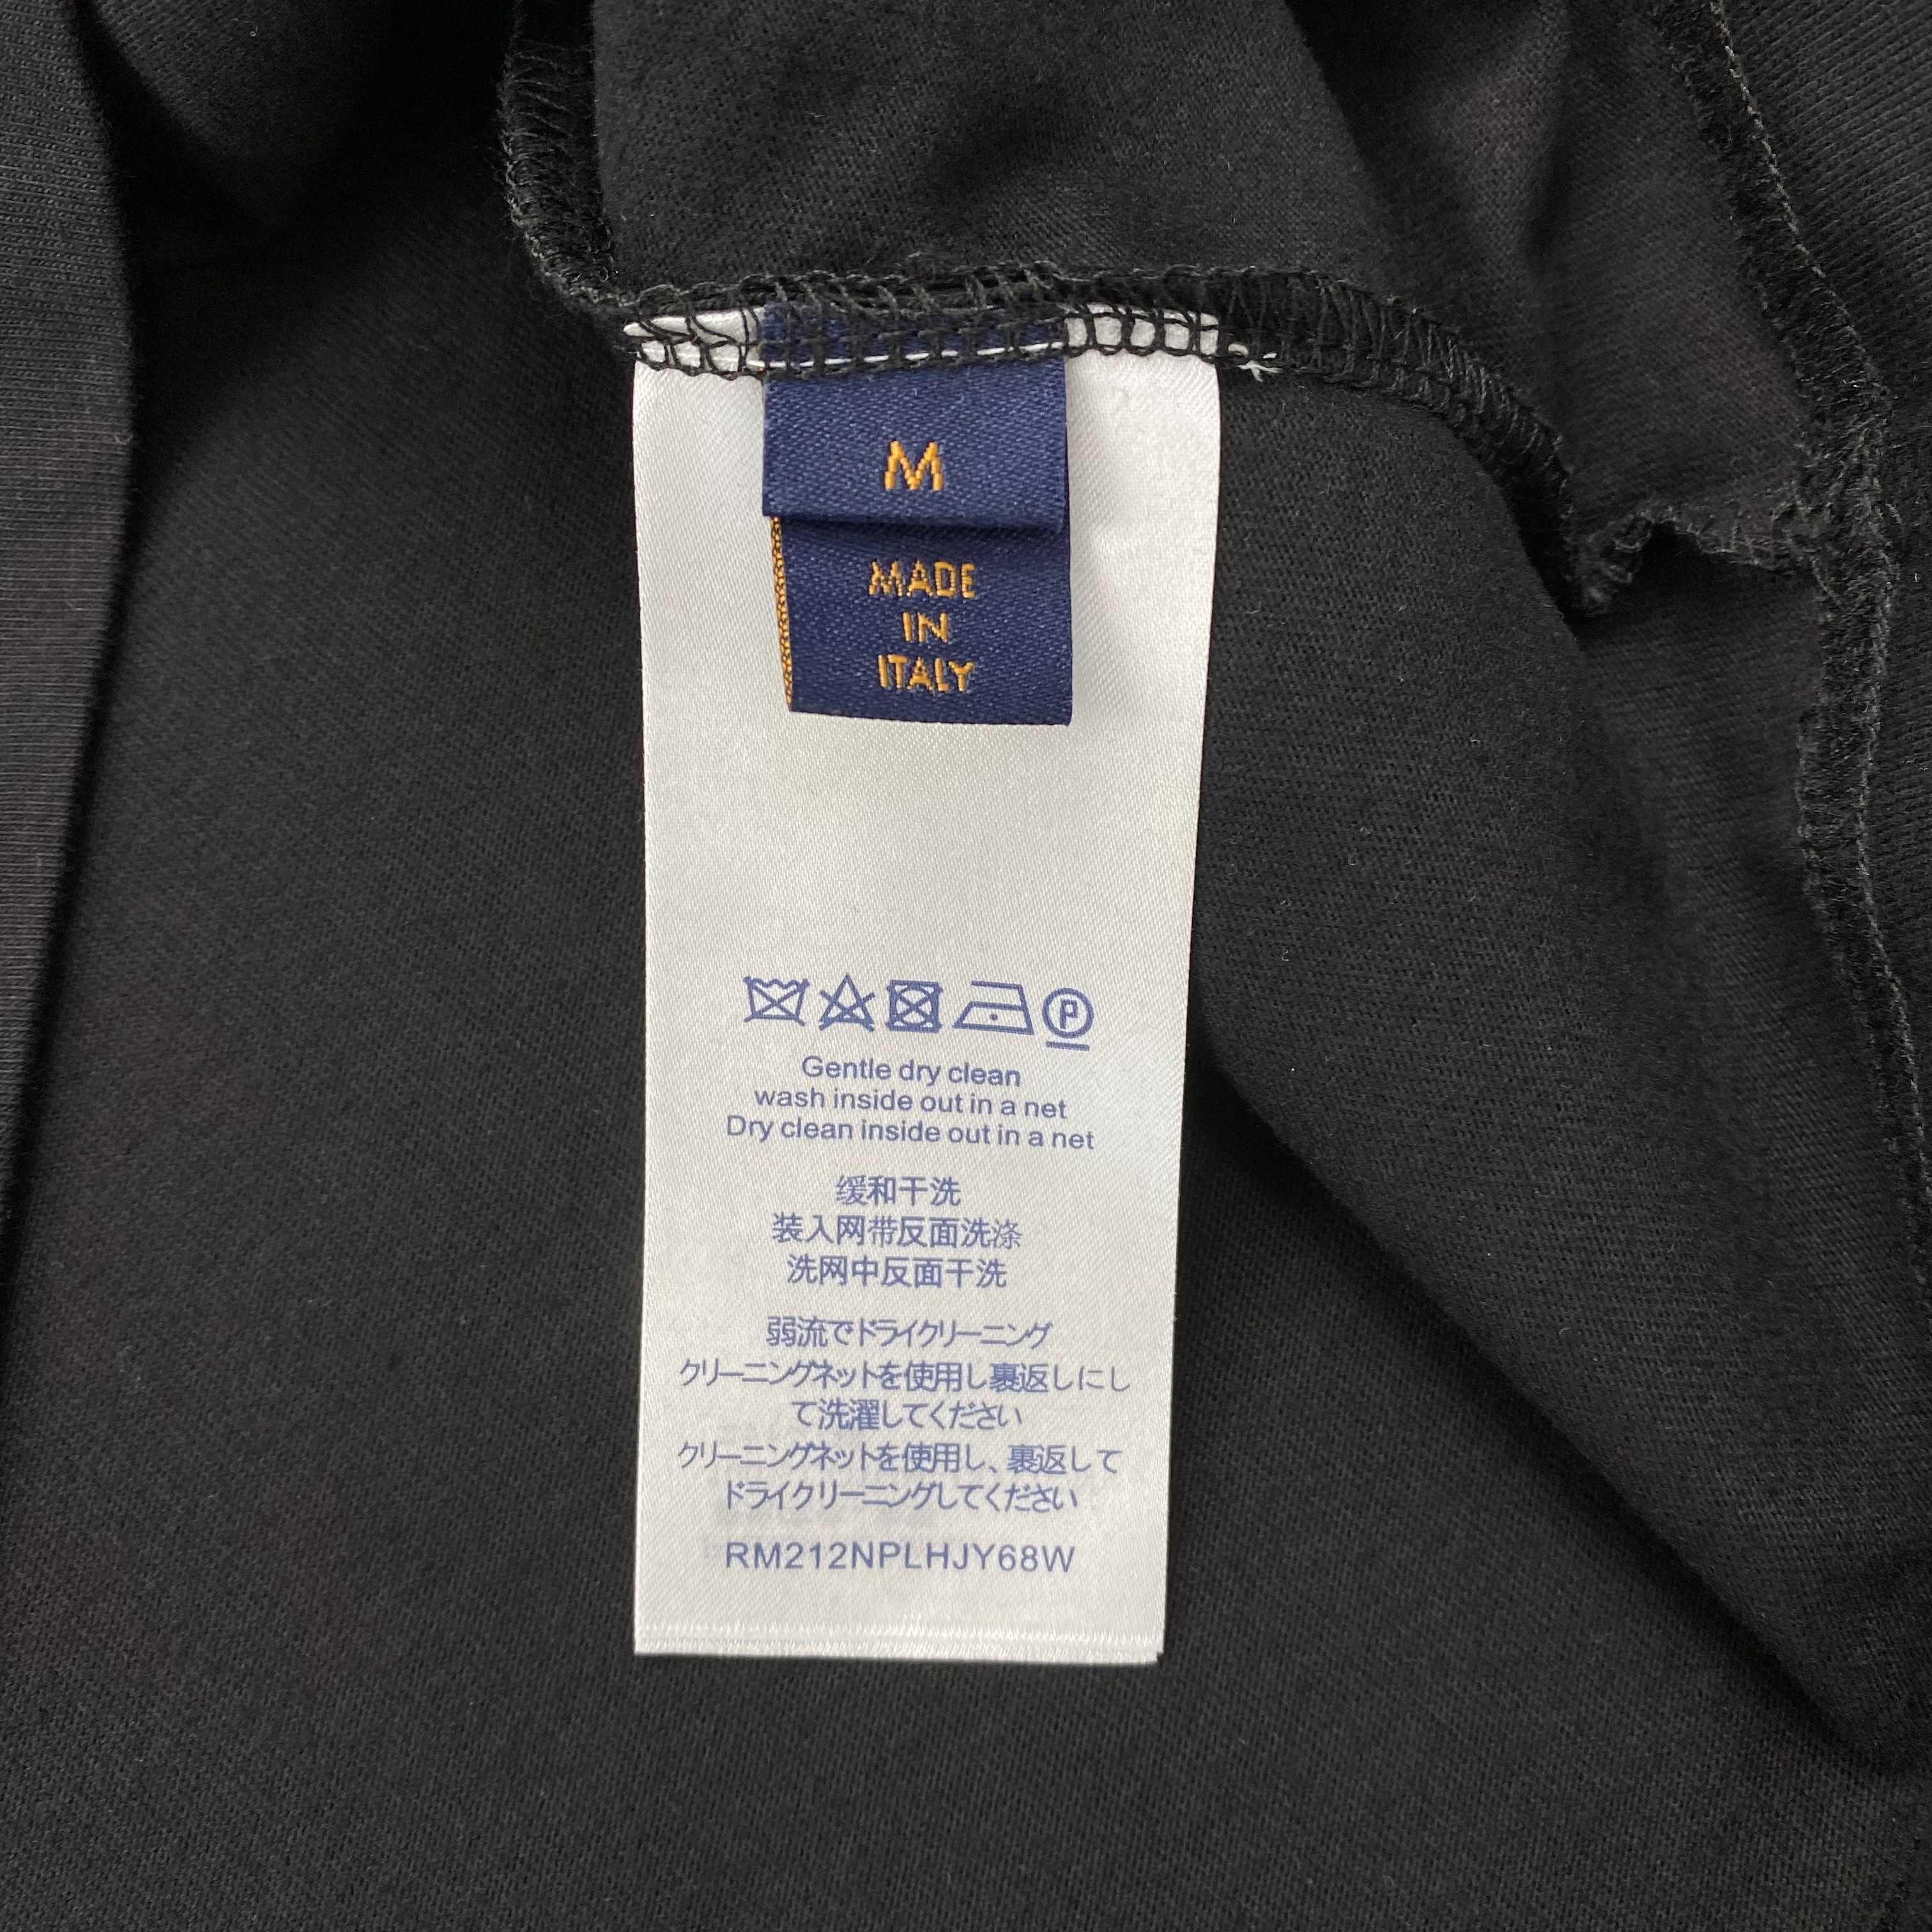 M
MADE
IN
ITALY
P
Gentle dry clean
wash inside out in a net
Dry clean inside out in a net
缓和干洗
装入网带反面洗涤
洗网中反面干洗
弱流でドライクリーニング
クリーニングネットを使用し裹返しにし
て洗濯してください
クリーニングネットを使用し、裹返して
ドライクリーニングしてください
RM212NPLHJY68W